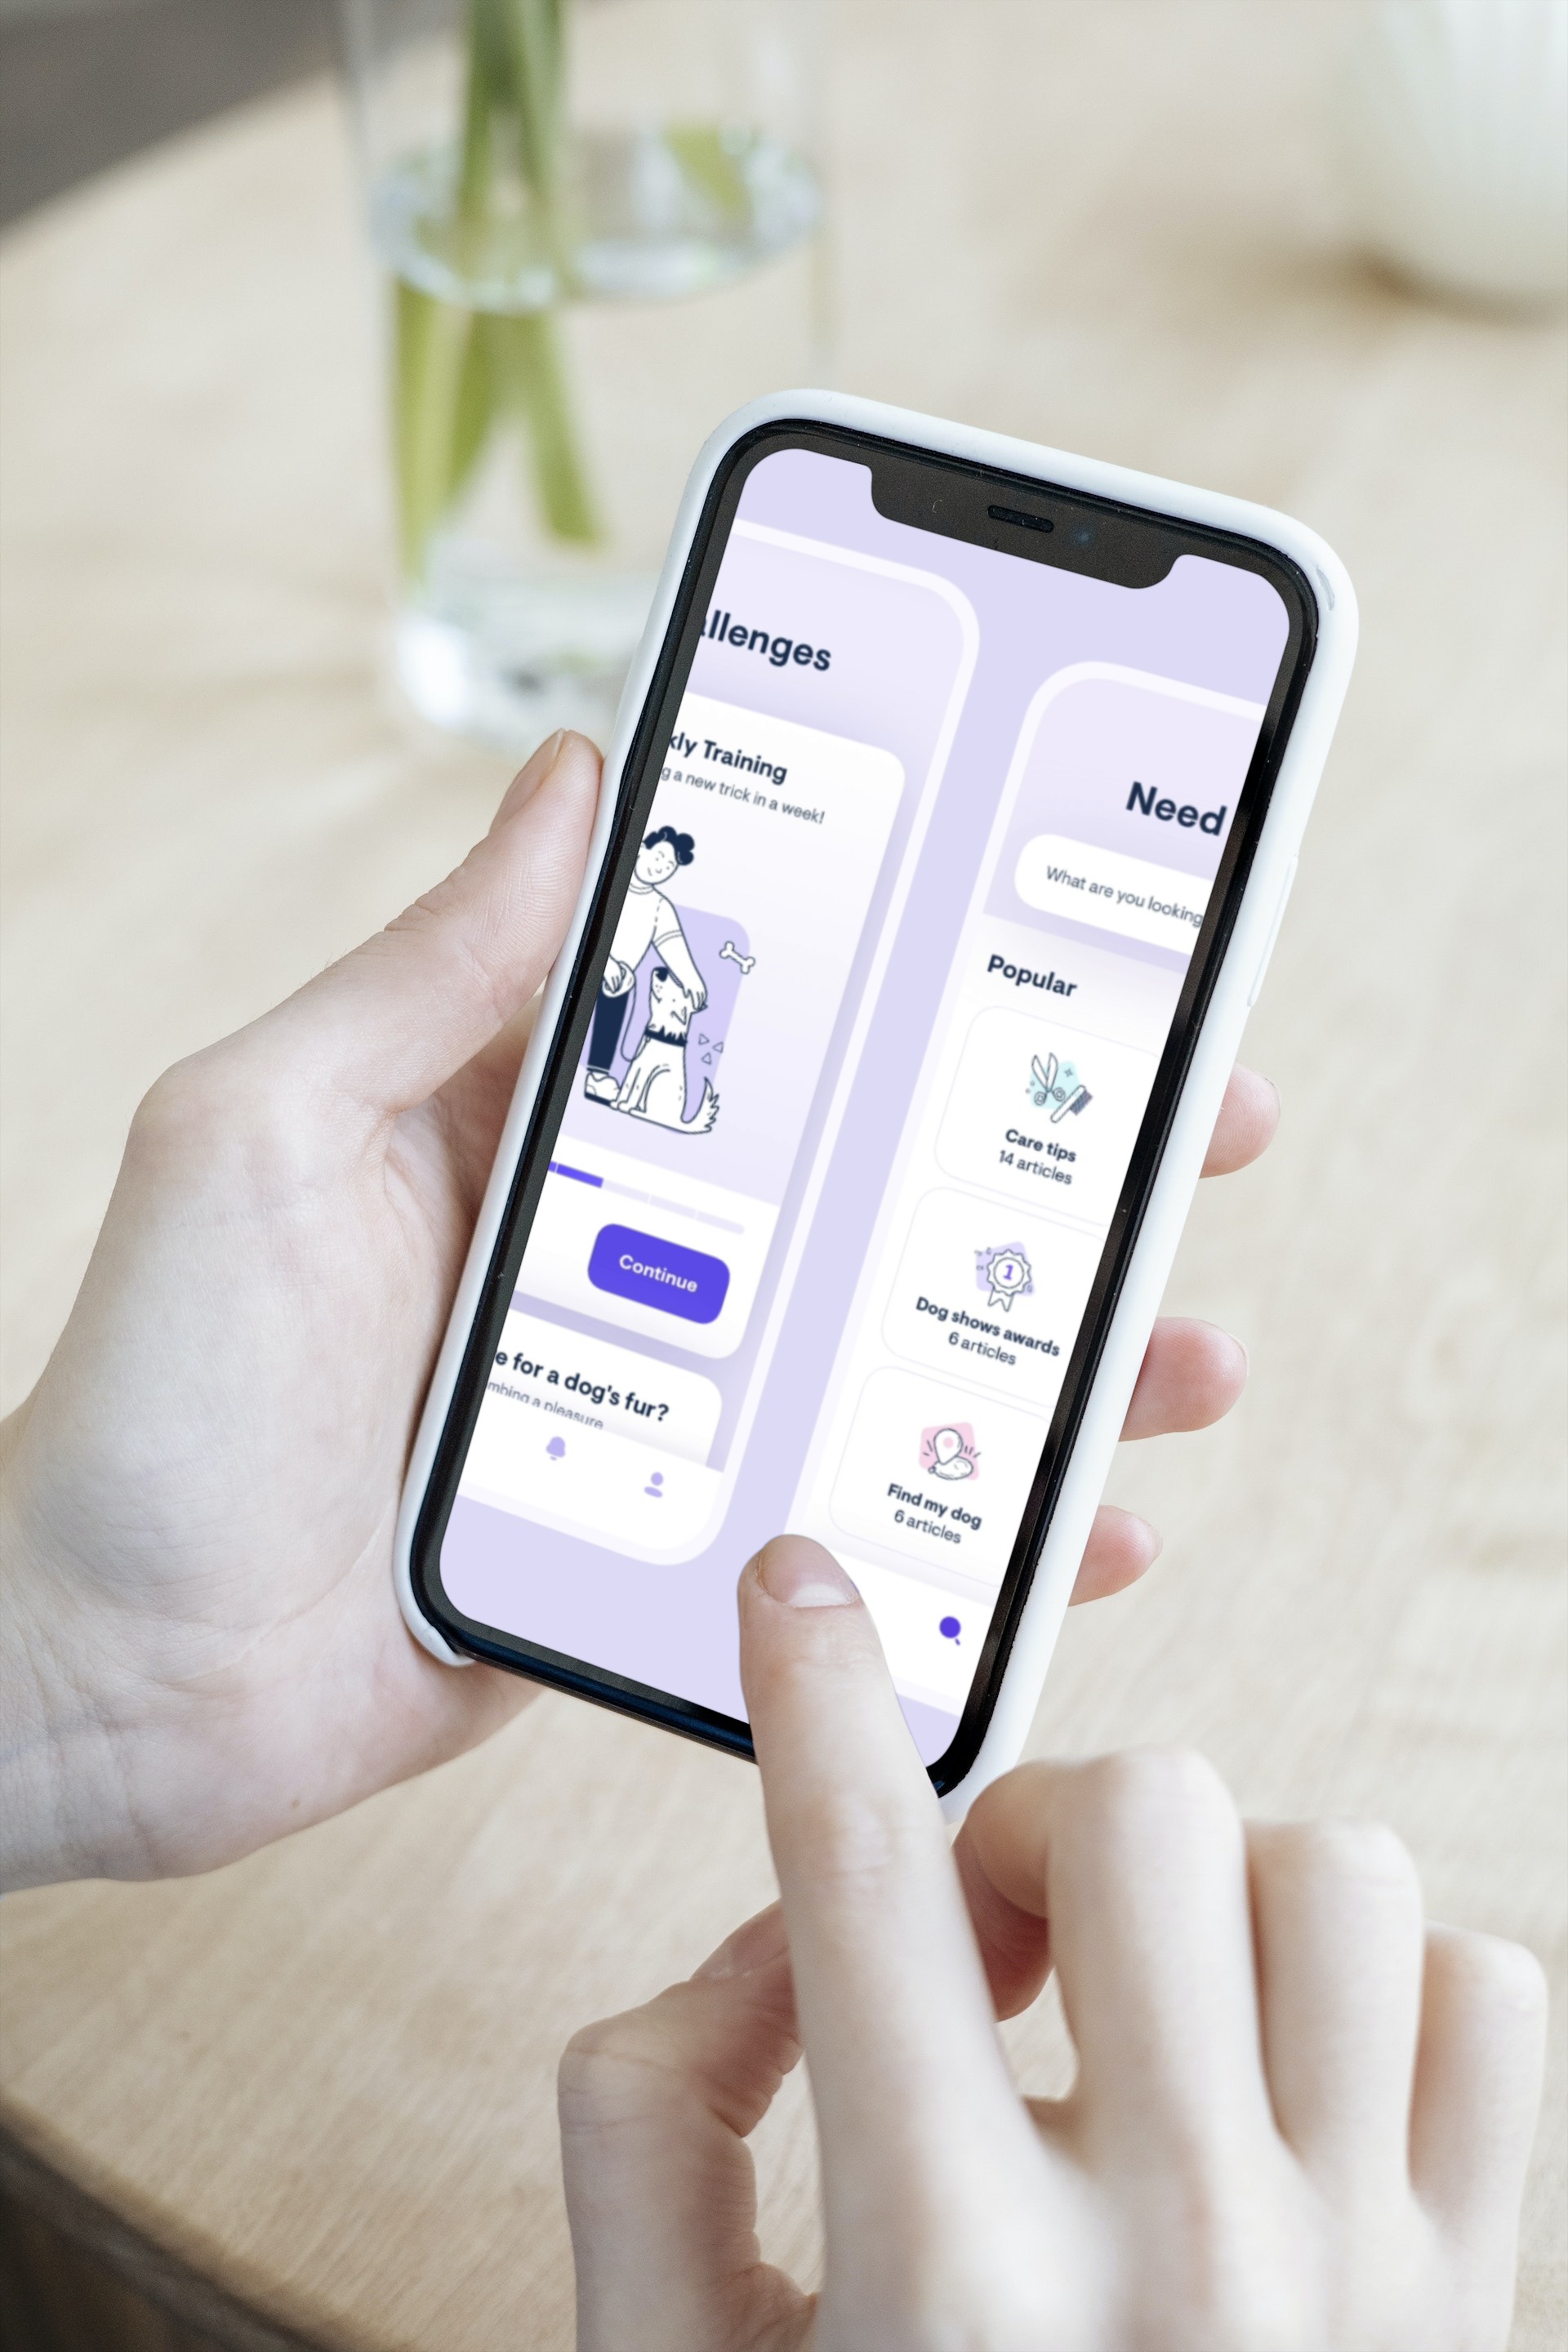 allenges
kly Training
g a new trick in a week!
Continue
e for a dog's fur?
mbing a pleasure
Need
What are you looking
Popular
Care tips
14 articles
1
Dog shows awards
6 articles
Find my dog
6 articles